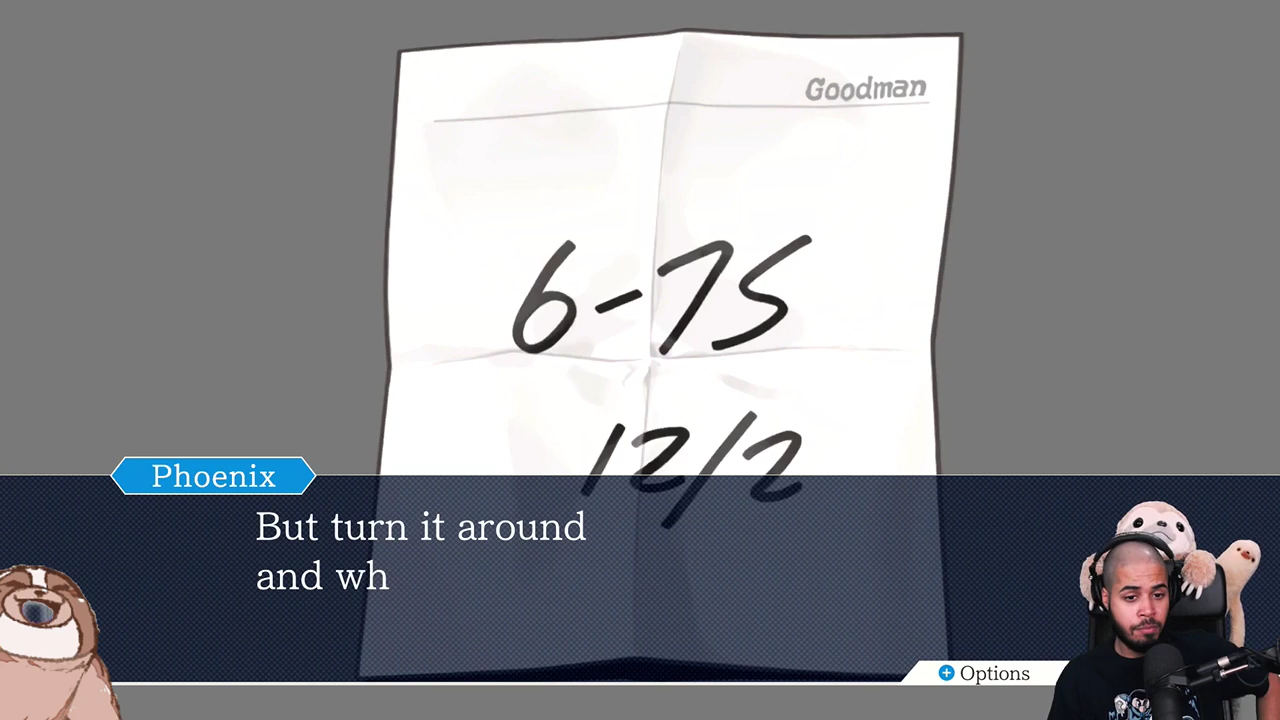 Goodman
6-75
12/2
Phoenix
But turn it around
and wh
Options